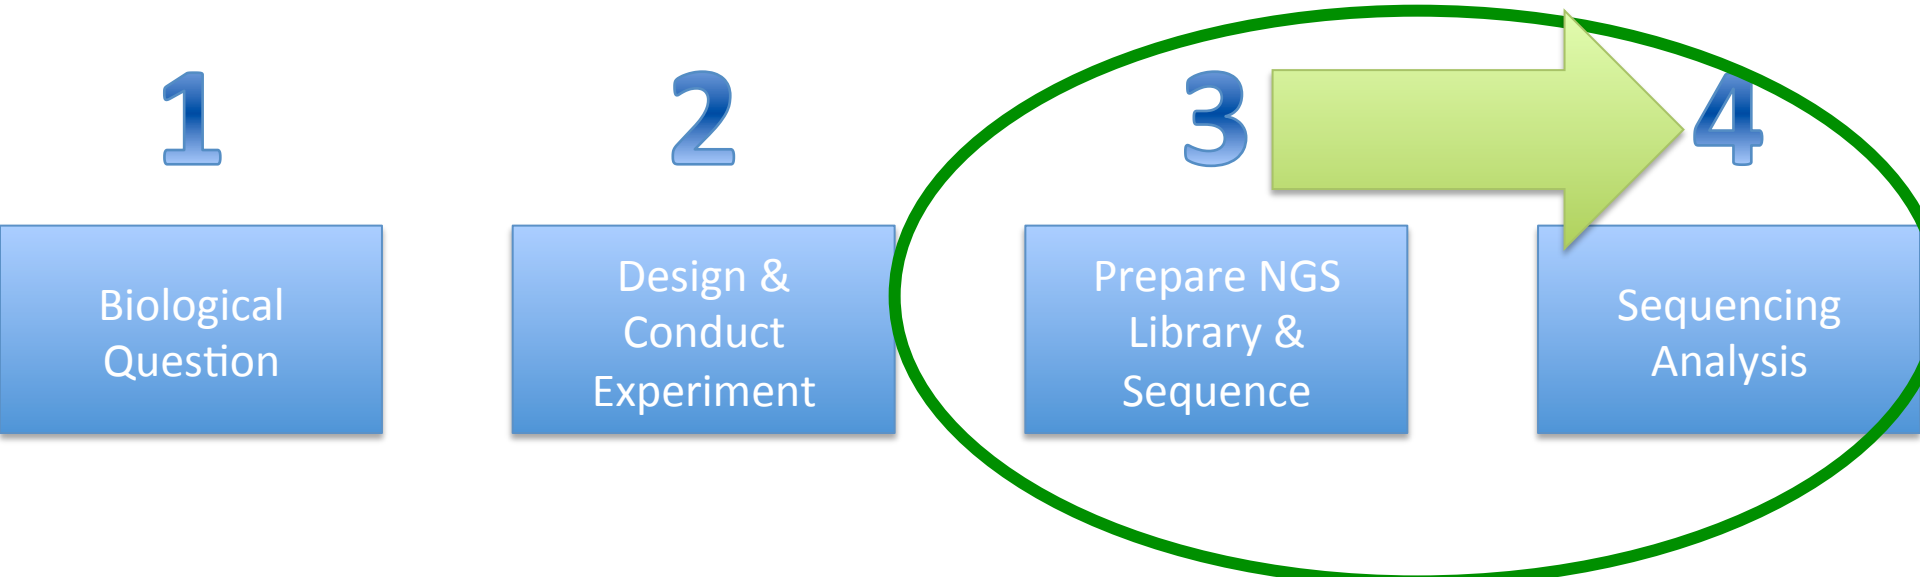 1
2
3
4
Biological
Question
Design &
Conduct
Experiment
Prepare NGS
Library &
Sequence
Sequencing
Analysis